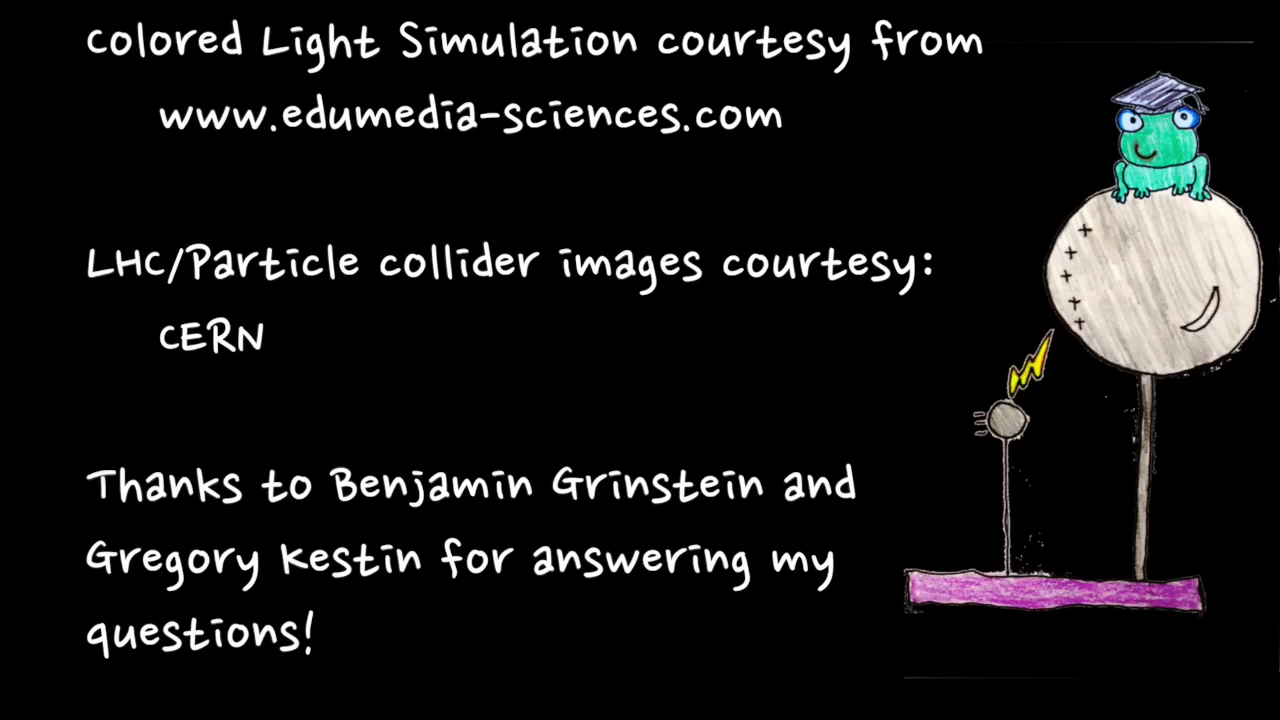 Colored Light Simulation courtesy from
www.edumedia-sciences.com
LHC/Particle collider images courtesy:
CERN
Thanks to Benjamin Grinstein and
Gregory Kestin for answering my
questions!
+
+
+
+
+